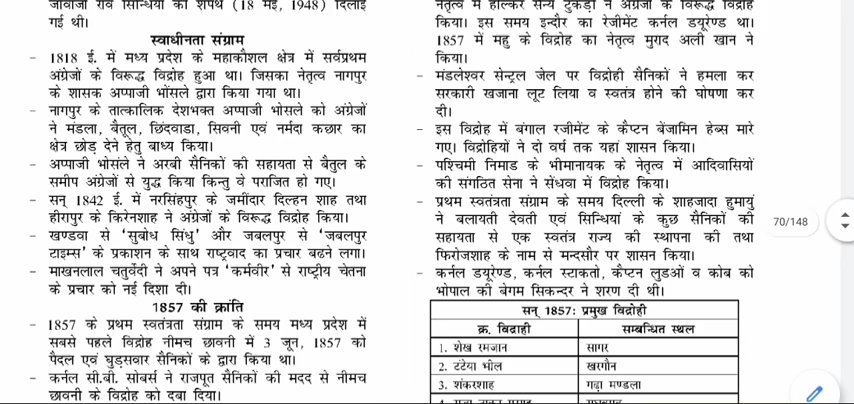 जीवाजी राव सिन्धिया को शपथ (18 मई, 1948) दिलाई
गई थी।
स्वाधीनता संग्राम
- 1818 ई. में मध्य प्रदेश के महाकौशल क्षेत्र में सर्वप्रथम
अंग्रेजों के विरूद्ध विद्रोह हुआ था। जिसका नेतृत्व नागपुर
के शासक अप्पाजी भोंसले द्वारा किया गया था।
- नागपुर के तात्कालिक देशभक्त अप्पाजी भोसले को अंग्रेजों
ने मंडला, बैतूल, छिंदवाडा, सिवनी एवं नर्मदा कछार का
क्षेत्र छोड़ देने हेतु बाध्य किया।
- अप्पाजी भोसंले ने अरबी सैनिकों की सहायता से बैतुल के
समीप अंग्रेजों से युद्ध किया किन्तु वे पराजित हो गए।
- सन् 1842 ई. में नरसिंहपुर के जमींदार दिल्हन शाह तथा
हीरापुर के किरेनशाह ने अंग्रेजों के विरूद्ध विद्रोह किया।
- खण्डवा से 'सुबोध सिंधु' और जबलपुर से 'जबलपुर
टाइम्स' के प्रकाशन के साथ राष्ट्रवाद का प्रचार बढने लगा।
- माखनलाल चतुर्वेदी ने अपने पत्र 'कर्मवीर' से राष्ट्रीय चेतना
के प्रचार को नई दिशा दी।
1857 की क्रांति
- 1857 के प्रथम स्वतंत्रता संग्राम के समय मध्य प्रदेश में
सबसे पहले विद्रोह नीमच छावनी में 3 जून, 1857 को
पैदल एवं घुड़सवार सैनिकों के द्वारा किया था।
- कर्नल सी.बी. सोबर्स ने राजपूत सैनिकों की मदद से नीमच
छावनी के विद्रोह को दबा दिया।
नेतृत्व में होल्कर सैन्य टुकड़ी ने अंग्रेजों के विरूद्ध विद्रोह
किया। इस समय इन्दौर का रेजीमेंट कर्नल डयूरेण्ड था।
1857 में महु के विद्रोह का नेतृत्व मुराद अली खान ने
किया।
- मंडलेश्वर सेन्ट्रल जेल पर विद्रोही सैनिकों ने हमला कर
सरकारी खजाना लूट लिया व स्वतंत्र होने की घोषणा कर
दी।
- इस विद्रोह में बंगाल रजीमेंट के कैप्टन बेंजामिन हेब्स मारे
गए। विद्रोहियों ने दो वर्ष तक यहां शासन किया।
- पश्चिमी निमाड के भीमानायक के नेतृत्व में आदिवासियों
की संगठित सेना ने सेंधवा में विद्रोह किया।
- प्रथम स्वतंत्रता संग्राम के समय दिल्ली के शाहजादा हुमायुं
ने बलायती देवती एवं सिन्धियां के कुछ सैनिकों की
सहायता से एक स्वतंत्र राज्य की स्थापना की तथा
फिरोजशाह के नाम से मन्दसौर पर शासन किया।
- कर्नल डयूरेण्ड, कर्नल स्टाकतो, कैप्टन लुडओं व कोब को
भोपाल की बेगम सिकन्दर ने शरण दी थी।
सन् 1857: प्रमुख विद्रोही
क्र. विद्राही सम्बन्धित स्थल
1. शेख रमजान सागर
2. टंटेया भील खरगौन
3. शंकरशाह गढ़ा मण्डला
70/148